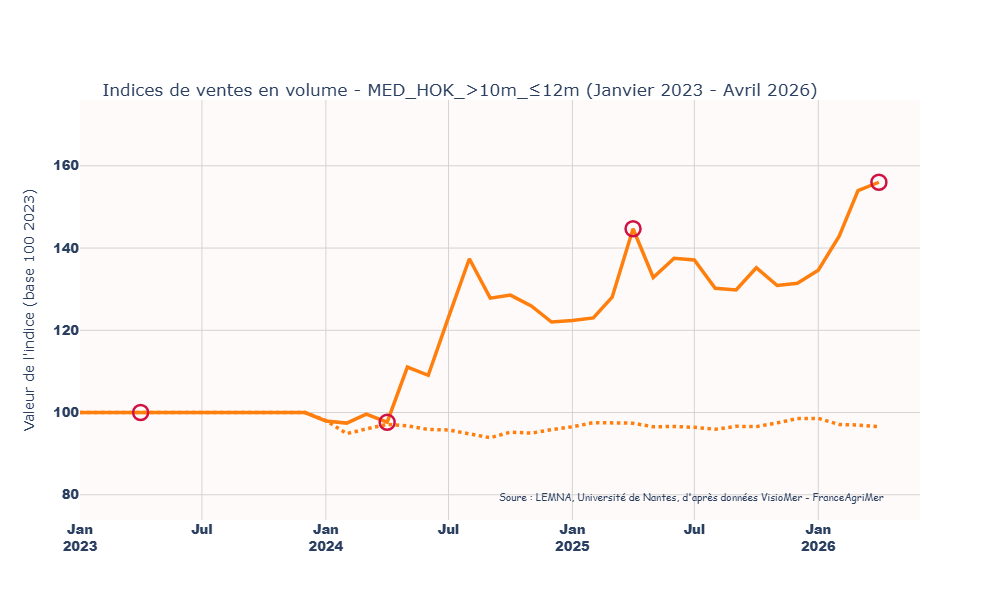 Indices de ventes en volume - MED_HOK_>10m_≤12m (Janvier 2023 - Avril 2026)
Valeur de l'indice (base 100 2023)
160
140
120
100
80
Soure : LEMNA, Université de Nantes, d'après données VisioMer - FranceAgriMer
Jan Jul Jan Jul Jan Jul Jan
2023 2024 2025 2026